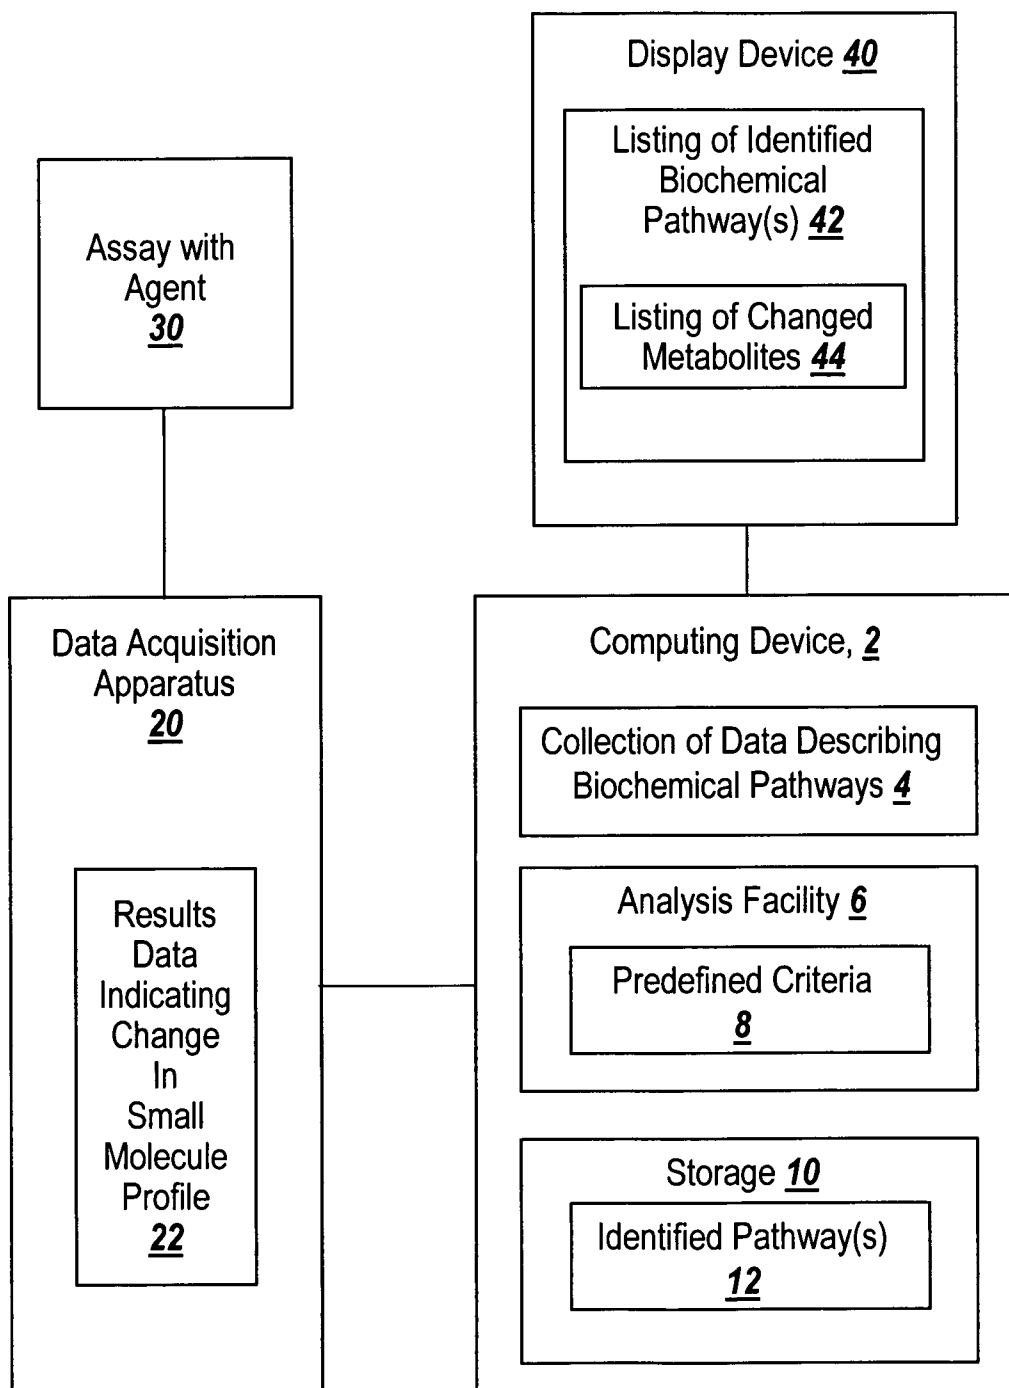 Display Device 40
Listing of Identified
Biochemical
Pathway(s) 42
Listing of Changed
Metabolites 44
Assay with
Agent
30
Data Acquisition
Apparatus
20
Results
Data
Indicating
Change
In
Small
Molecule
Profile
22
Computing Device, 2
Collection of Data Describing
Biochemical Pathways 4
Analysis Facility 6
Predefined Criteria
8
Storage 10
Identified Pathway(s)
12